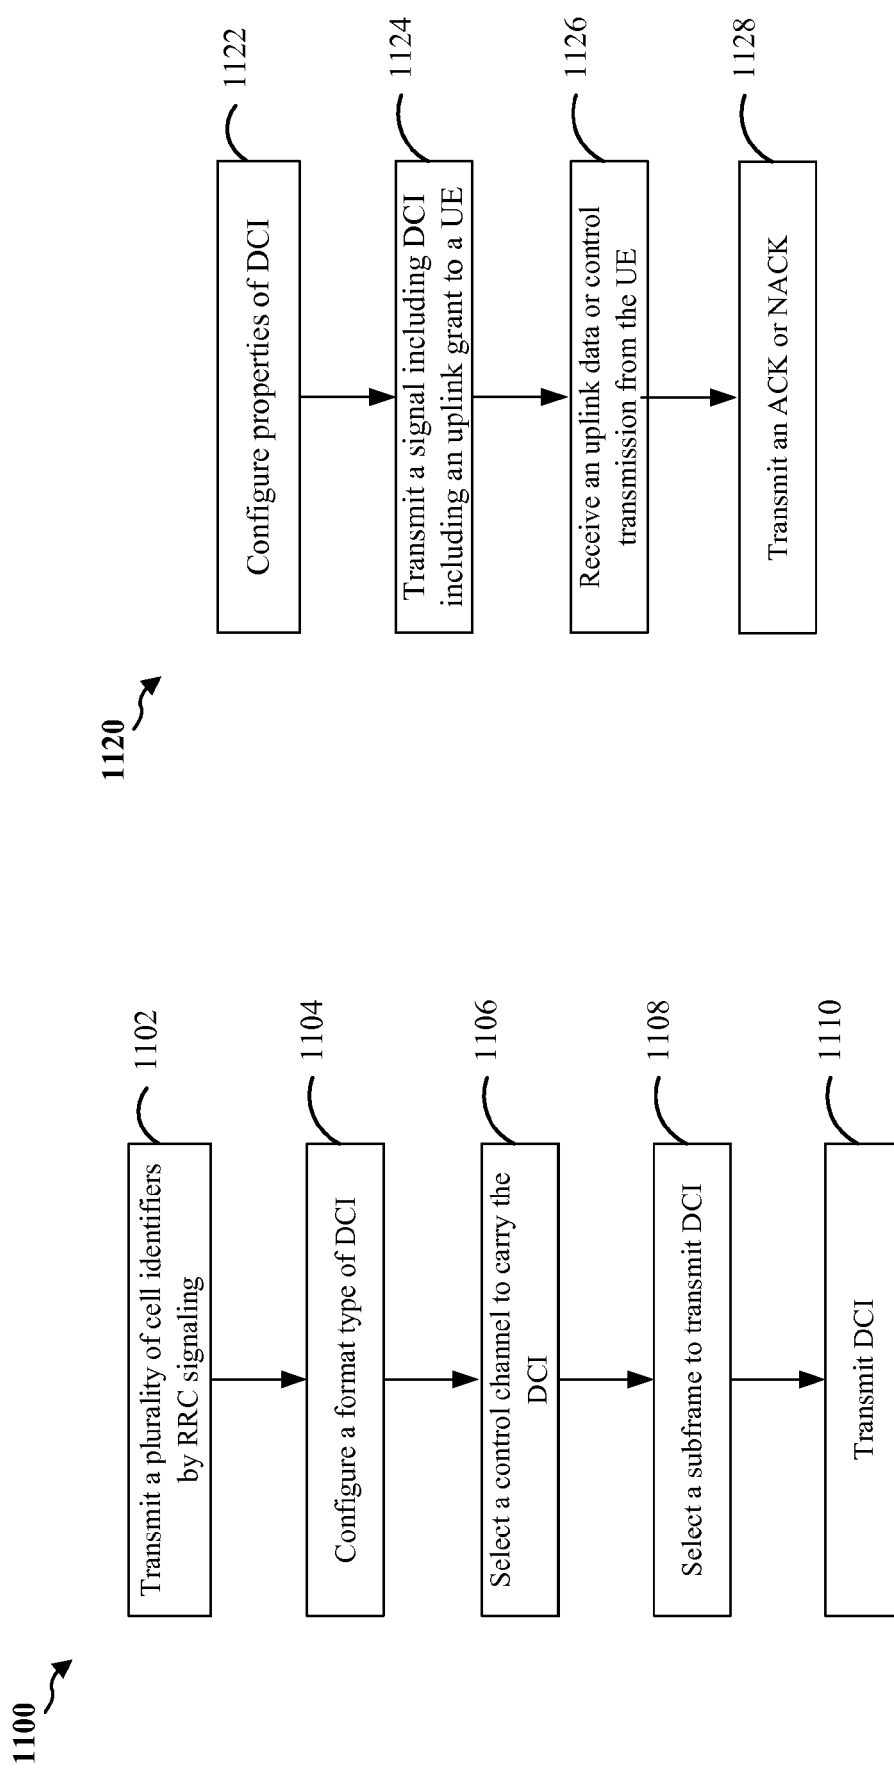 1100
Transmit a plurality of cell identifiers
by RRC signaling
1102
Configure a format type of DCI
1104
Select a control channel to carry the
DCI
1106
Select a subframe to transmit DCI
1108
Transmit DCI
1110
1120
Configure properties of DCI
1122
Transmit a signal including DCI
including an uplink grant to a UE
1124
Receive an uplink data or control
transmission from the UE
1126
Transmit an ACK or NACK
1128